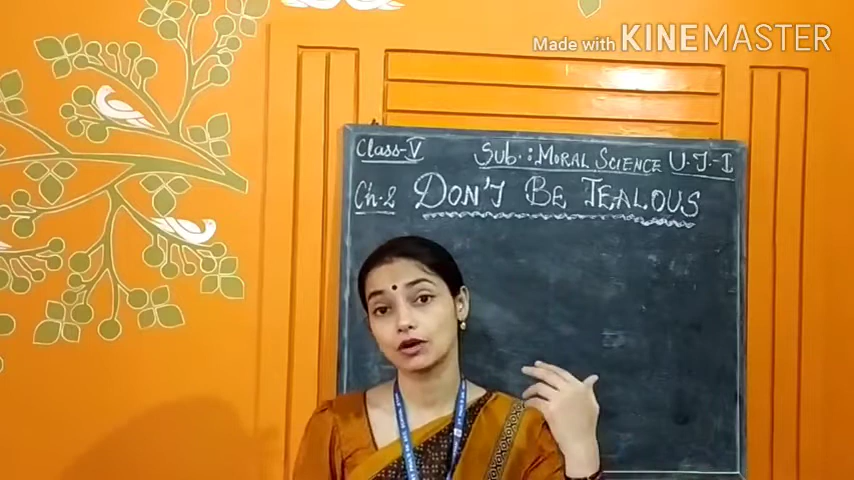 Made with KINEMASTER
Class-V Sub.: MORAL SCIENCE U.T-I
Ch-2 DON'T BE JEALOUS